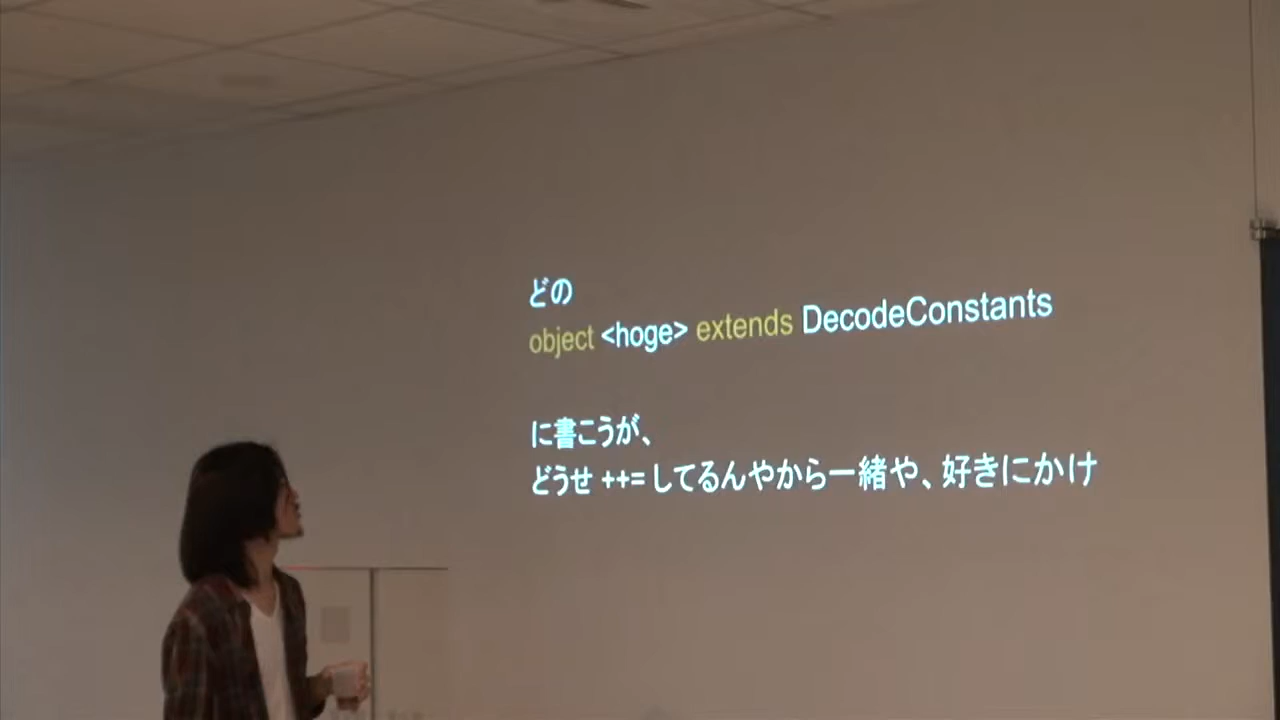 どの
object <hoge> extends DecodeConstants
に書こうが、
どうせ ++= してるんやから一緒や、好きにかけ